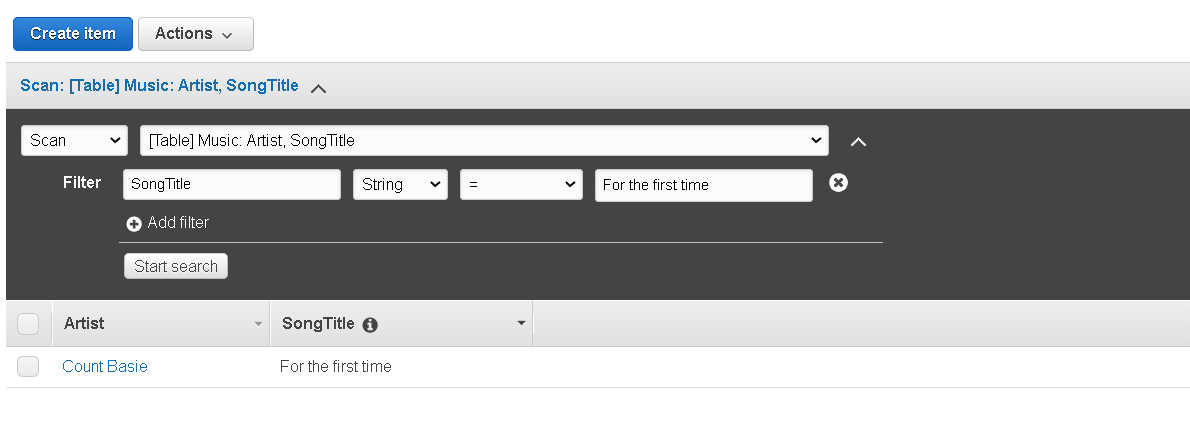 Create item Actions
Scan: [Table] Music: Artist, SongTitle
Scan [Table] Music: Artist, SongTitle
Filter SongTitle String = For the first time
Add filter
Start search
Artist SongTitle
Count Basie For the first time